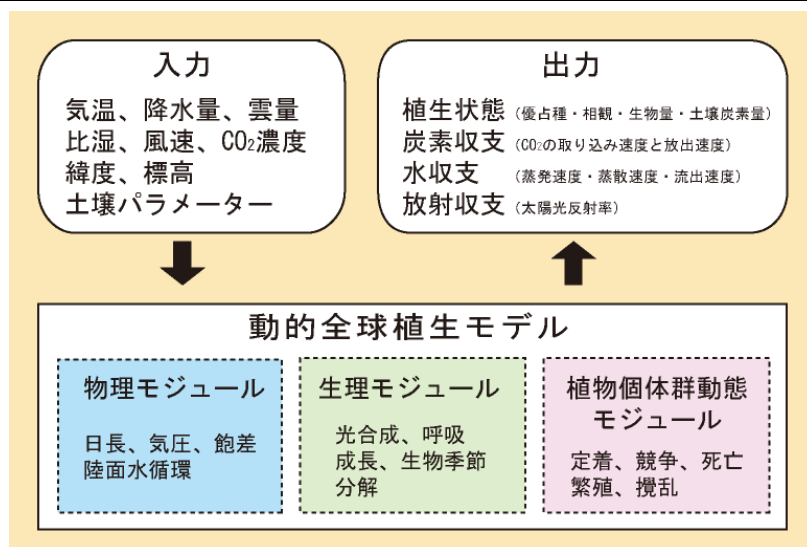 入力
気温、降水量、雲量
比湿、風速、CO₂濃度
緯度、標高
土壌パラメーター
出力
植生状態（優占種・相観・生物量・土壌炭素量）
炭素収支（CO₂の取り込み速度と放出速度）
水収支（蒸発速度・蒸散速度・流出速度）
放射収支（太陽光反射率）
動的全球植生モデル
物理モジュール
日長、気圧、飽差
陸面水循環
生理モジュール
光合成、呼吸
成長、生物季節
分解
植物個体群動態
モジュール
定着、競争、死亡
繁殖、攪乱